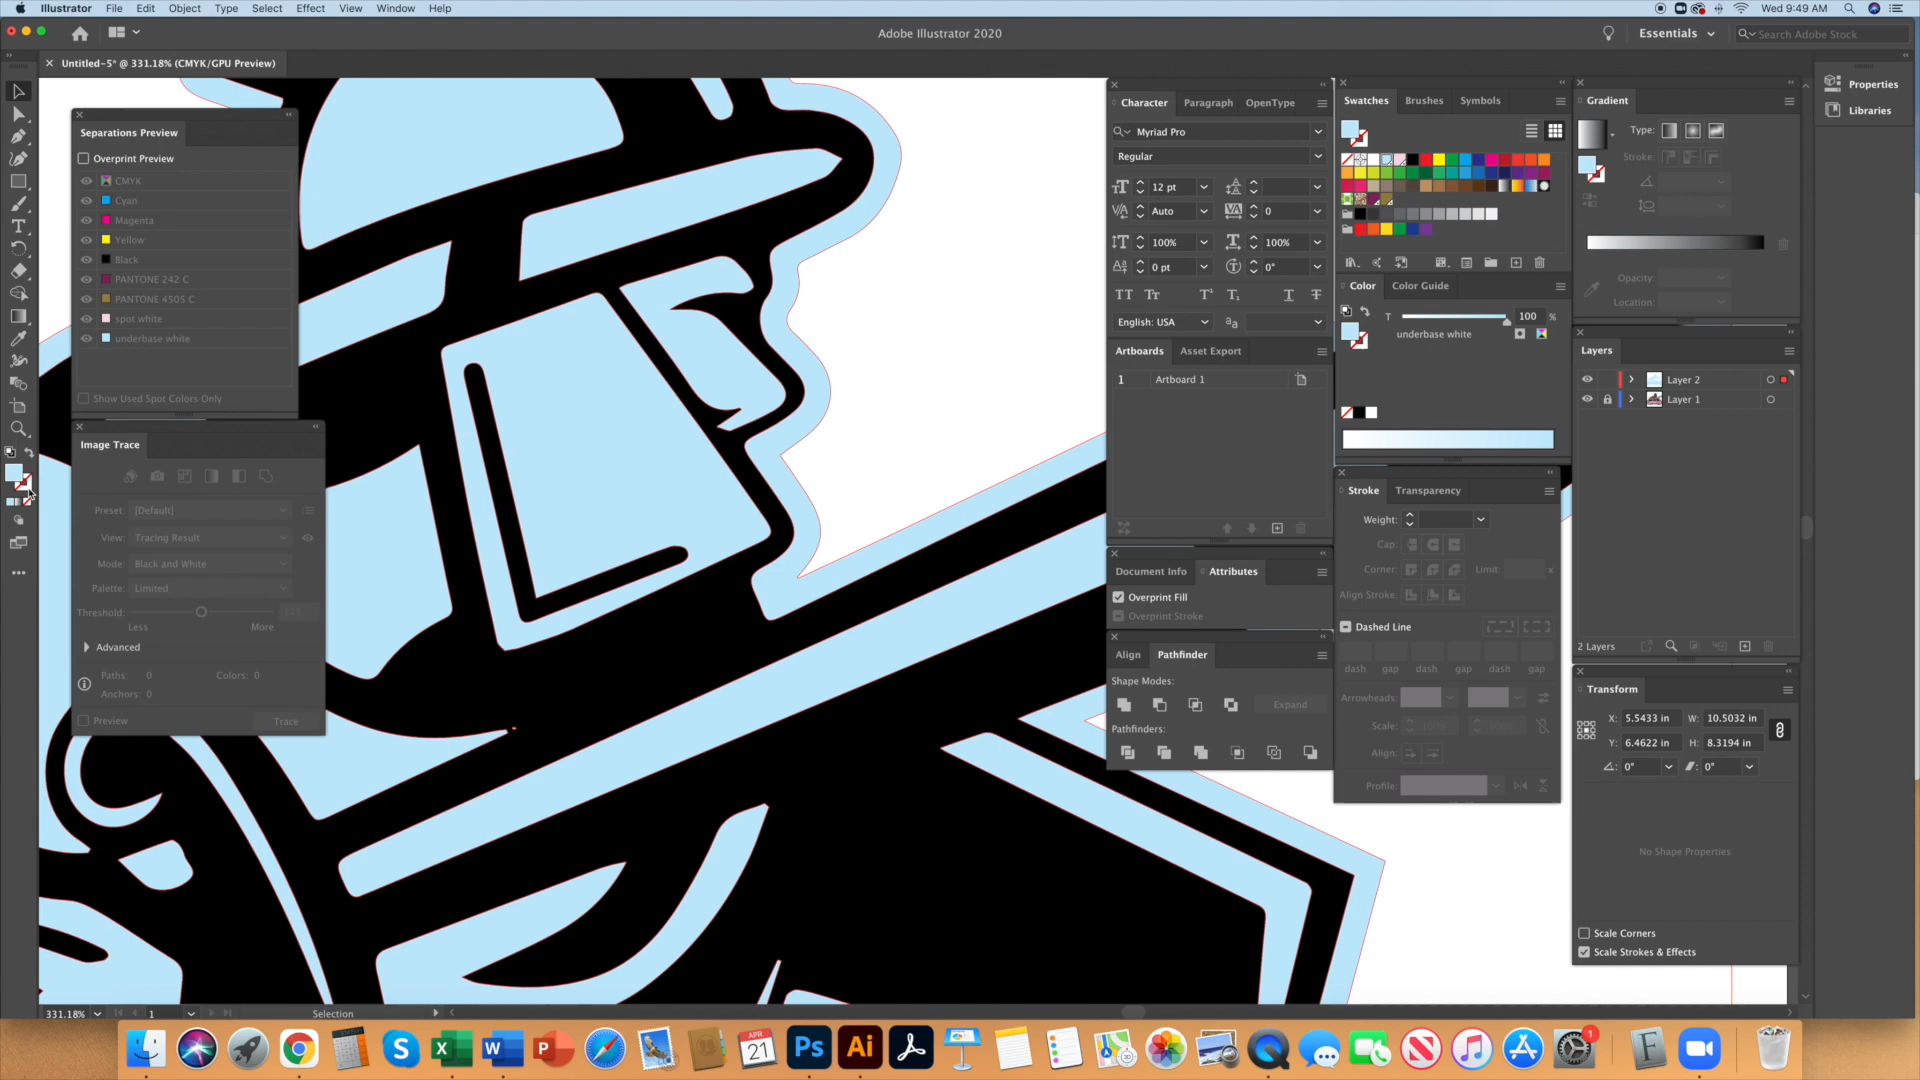 Illustrator File Edit Object Type Select Effect View Window Help
Wed 9:49 AM
Adobe Illustrator 2020
Essentials
Search Adobe Stock
Untitled-5* @ 331.18% (CMYK/GPU Preview)
Separations Preview
Overprint Preview
CMYK
Cyan
Magenta
Yellow
Black
PANTONE 242 C
PANTONE 4505 C
spot white
underbase white
Show Used Spot Colors Only
Image Trace
Preset: [Default]
View: Tracing Result
Mode: Black and White
Palette: Limited
Threshold:
Less More
Advanced
Paths: 0 Colors: 0
Anchors: 0
Preview Trace
Character Paragraph OpenType
Myriad Pro
Regular
12 pt
Auto 0
100% 100%
0 pt 0°
English: USA
Artboards Asset Export
1 Artboard 1
Document Info Attributes
Overprint Fill
Overprint Stroke
Align Pathfinder
Shape Modes:
Expand
Pathfinders:
Swatches Brushes Symbols
Color Color Guide
T 100 %
underbase white
Stroke Transparency
Weight:
Cap:
Corner: Limit: x
Align Stroke:
Dashed Line
dash gap dash gap dash gap
Arrowheads:
Scale: 100% 100%
Align:
Profile:
Gradient
Type:
Stroke:
Opacity:
Location:
Layers
Layer 2
Layer 1
2 Layers
Transform
X: 5.5433 in W: 10.5032 in
Y: 6.4622 in H: 8.3194 in
0° 0°
No Shape Properties
Scale Corners
Scale Strokes & Effects
Properties
Libraries
331.18% 1 Selection
APR
21
Ps
Ai
1